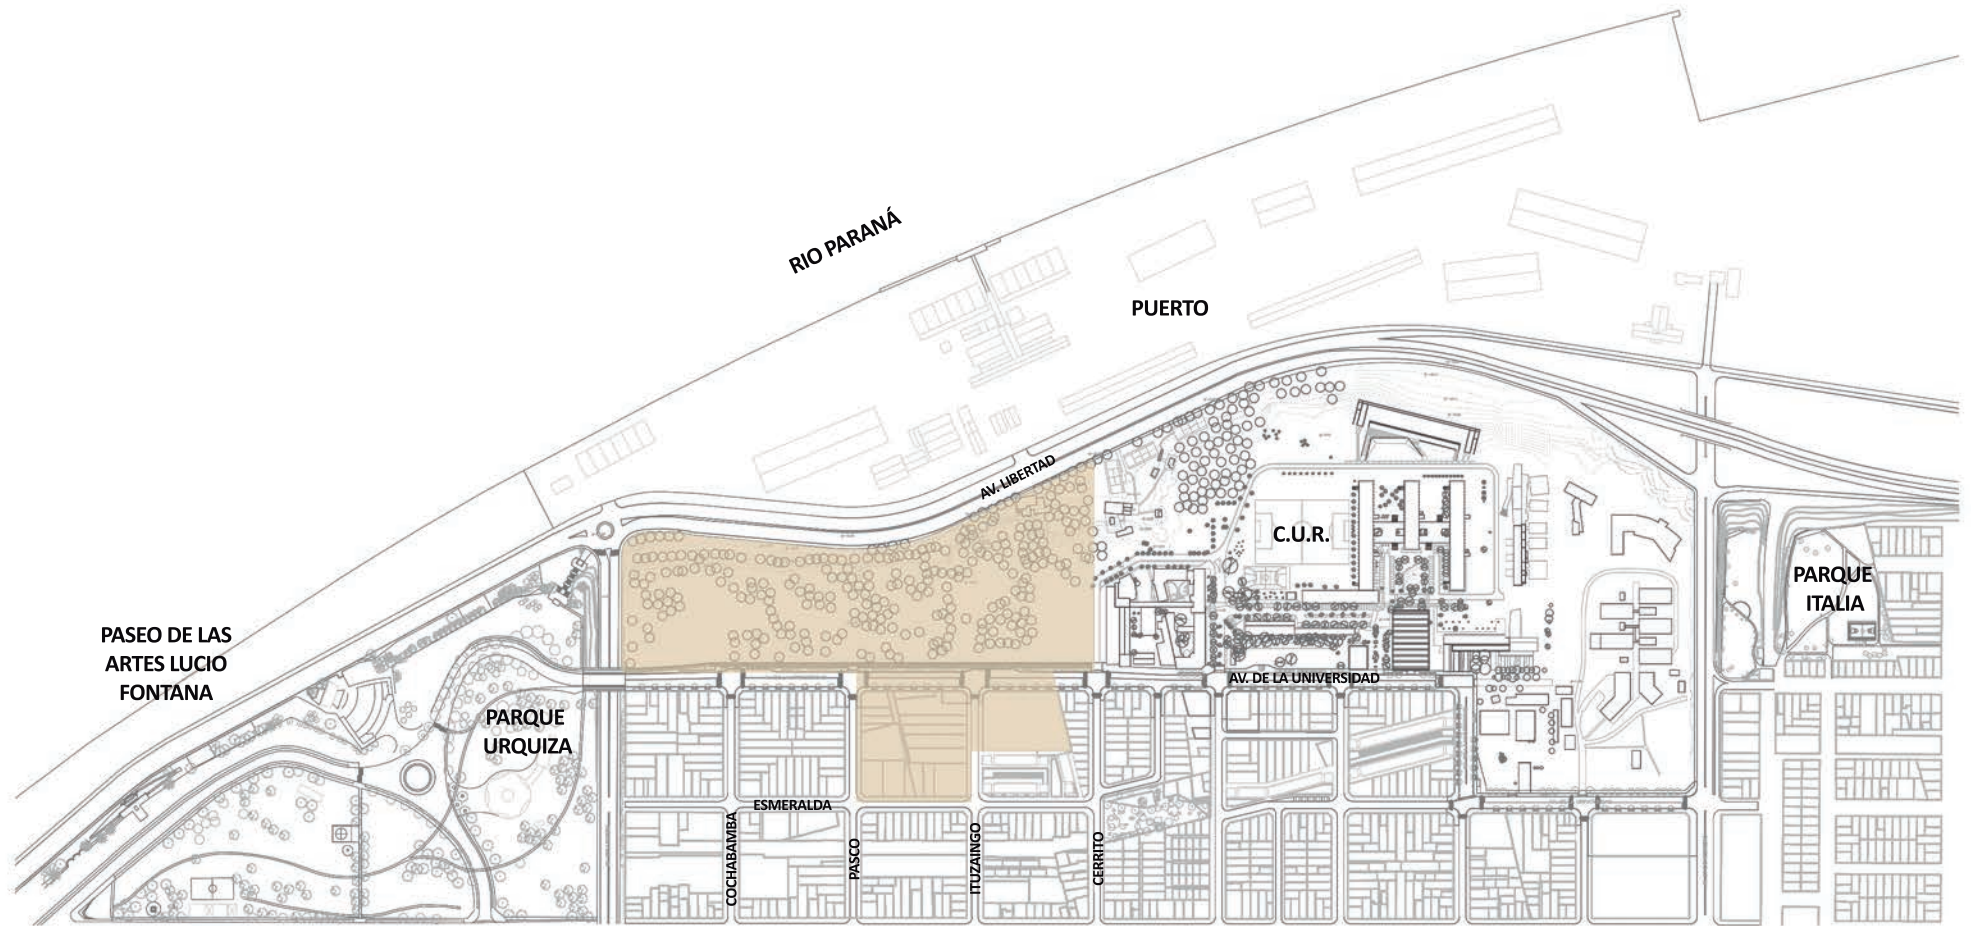 RIO PARANÁ
PUERTO
AV. LIBERTAD
C.U.R.
PARQUE
ITALIA
PASEO DE LAS
ARTES LUCIO
FONTANA
AV. DE LA UNIVERSIDAD
PARQUE
URQUIZA
ESMERALDA
COCHABAMBA
PASCO
ITUZAINGO
CERRITO